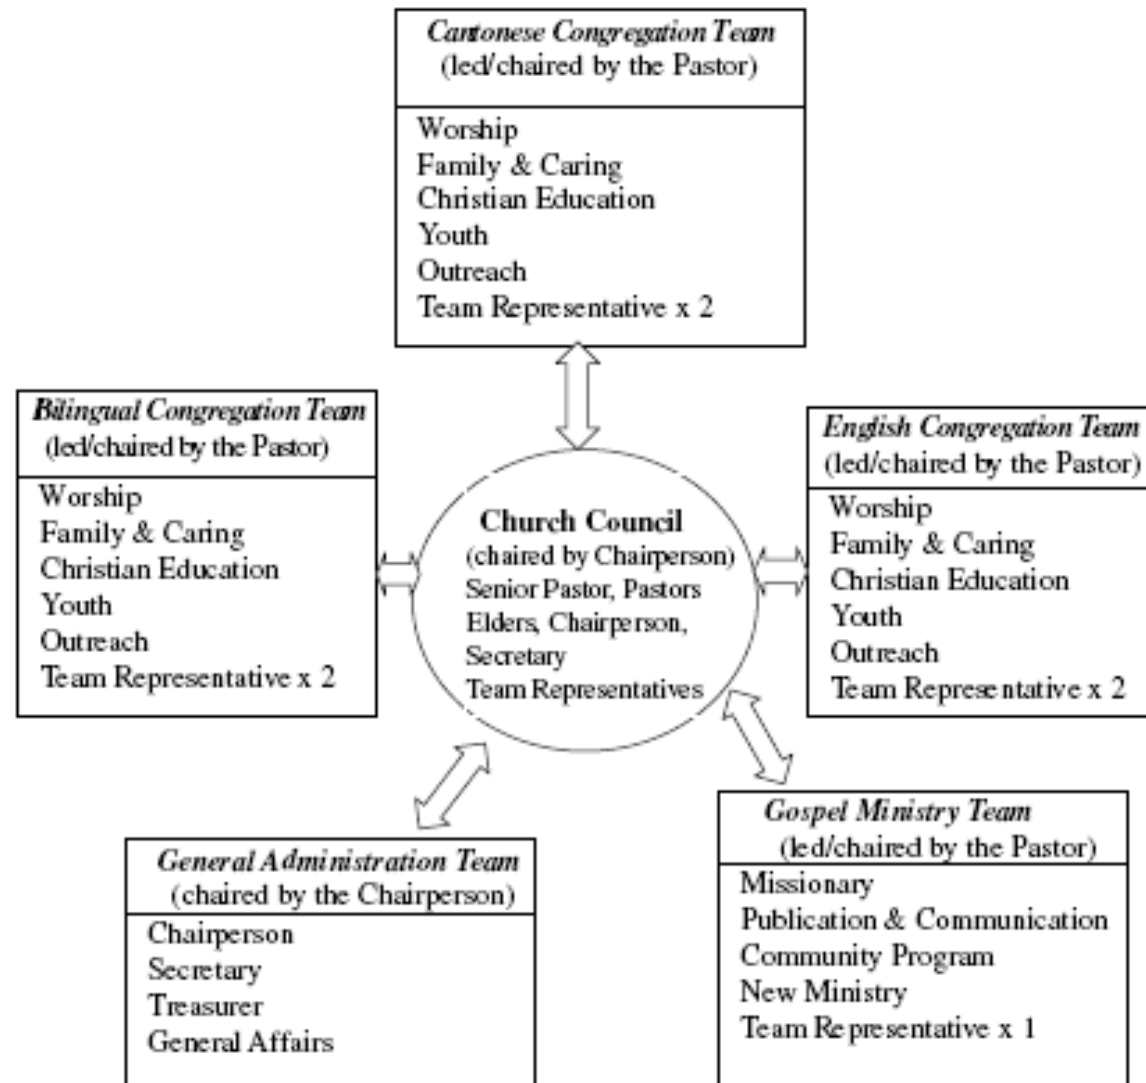 Cantonese Congregation Team
(led/chaired by the Pastor)
Worship
Family & Caring
Christian Education
Youth
Outreach
Team Representative x 2
Bilingual Congregation Team
(led/chaired by the Pastor)
Worship
Family & Caring
Christian Education
Youth
Outreach
Team Representative x 2
Church Council
(chaired by Chairperson)
Senior Pastor, Pastors
Elders, Chairperson,
Secretary
Team Representatives
English Congregation Team
(led/chaired by the Pastor)
Worship
Family & Caring
Christian Education
Youth
Outreach
Team Representative x 2
General Administration Team
(chaired by the Chairperson)
Chairperson
Secretary
Treasurer
General Affairs
Gospel Ministry Team
(led/chaired by the Pastor)
Missionary
Publication & Communication
Community Program
New Ministry
Team Representative x 1